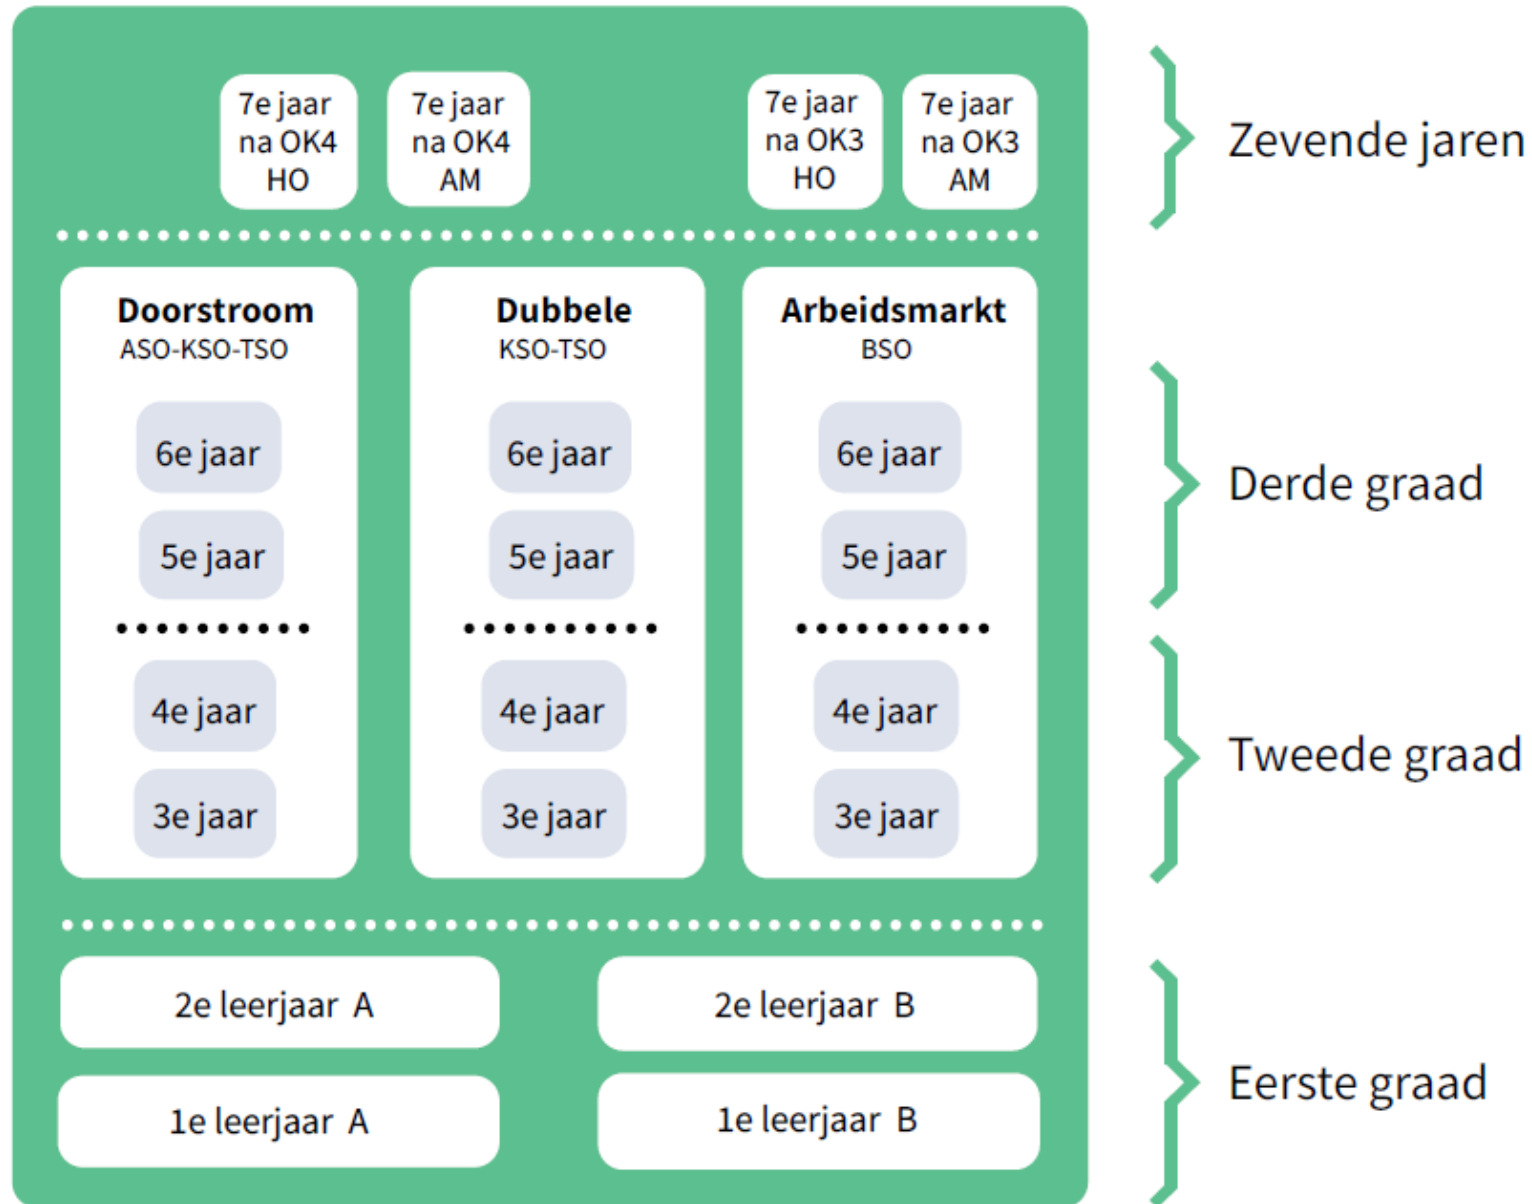 7e jaar
na OK4
HO
7e jaar
na OK4
AM
7e jaar
na OK3
HO
7e jaar
na OK3
AM
Zevende jaren
Doorstroom
ASO-KSO-TSO
6e jaar
5e jaar
4e jaar
3e jaar
Dubbele
KSO-TSO
6e jaar
5e jaar
4e jaar
3e jaar
Arbeidsmarkt
BSO
6e jaar
5e jaar
4e jaar
3e jaar
Derde graad
Tweede graad
2e leerjaar A
2e leerjaar B
1e leerjaar A
1e leerjaar B
Eerste graad